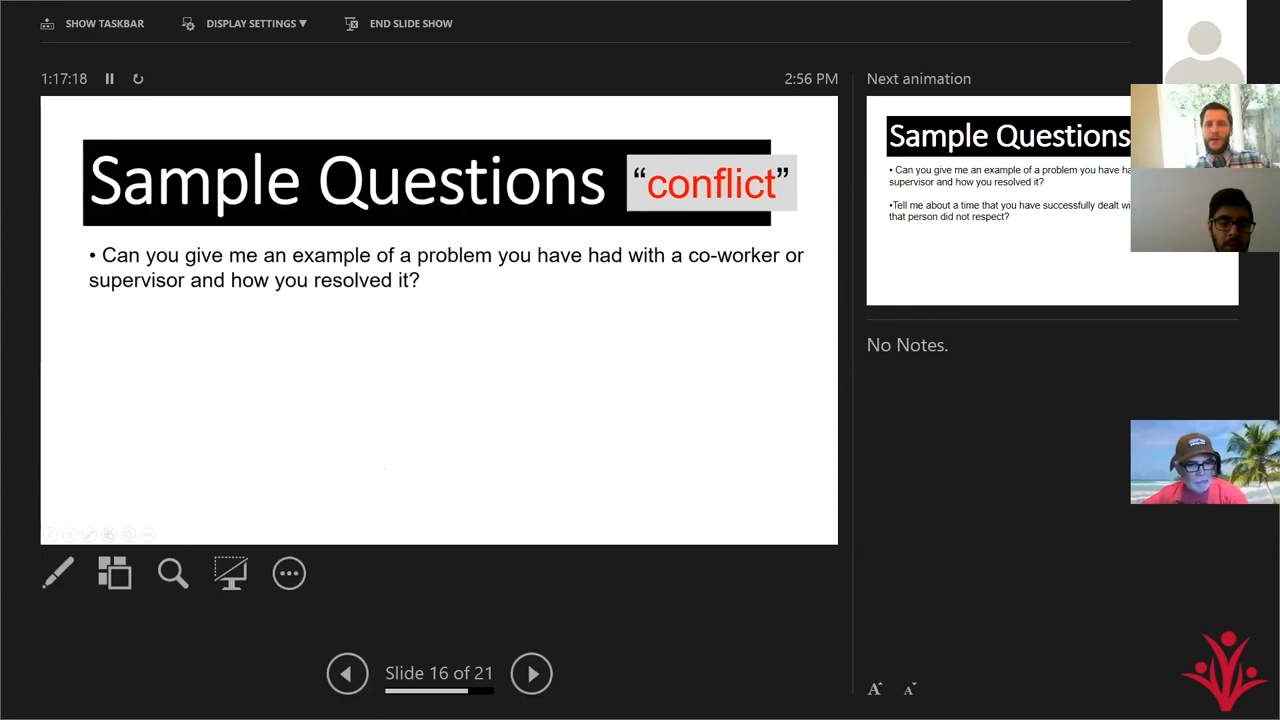 SHOW TASKBAR
DISPLAY SETTINGS ▼
END SLIDE SHOW
1:17:18
2:56 PM
Next animation
Sample Questions "conflict"
• Can you give me an example of a problem you have had with a co-worker or
supervisor and how you resolved it?
Sample Questions
• Can you give me an example of a problem you have ha
supervisor and how you resolved it?
•Tell me about a time that you have successfully dealt wi
that person did not respect?
No Notes.
Slide 16 of 21
A A